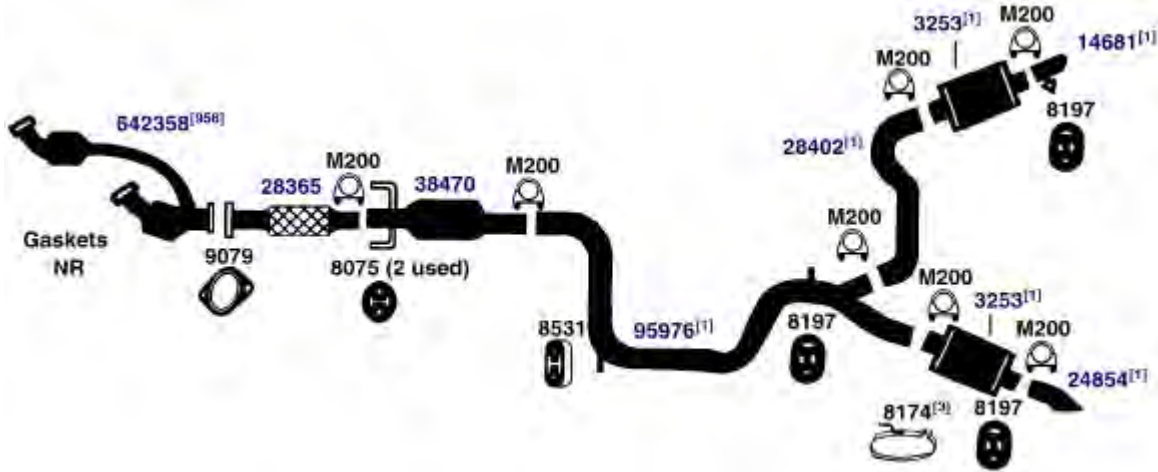 3253[1]
M200
14681[1]
M200
8197
642358[958]
28402[1]
M200
28365
38470
M200
M200
Gaskets
NR
9079
8075 (2 used)
M200
3253[1]
8531
95976[1]
8197
M200
24854[1]
8174[3]
8197